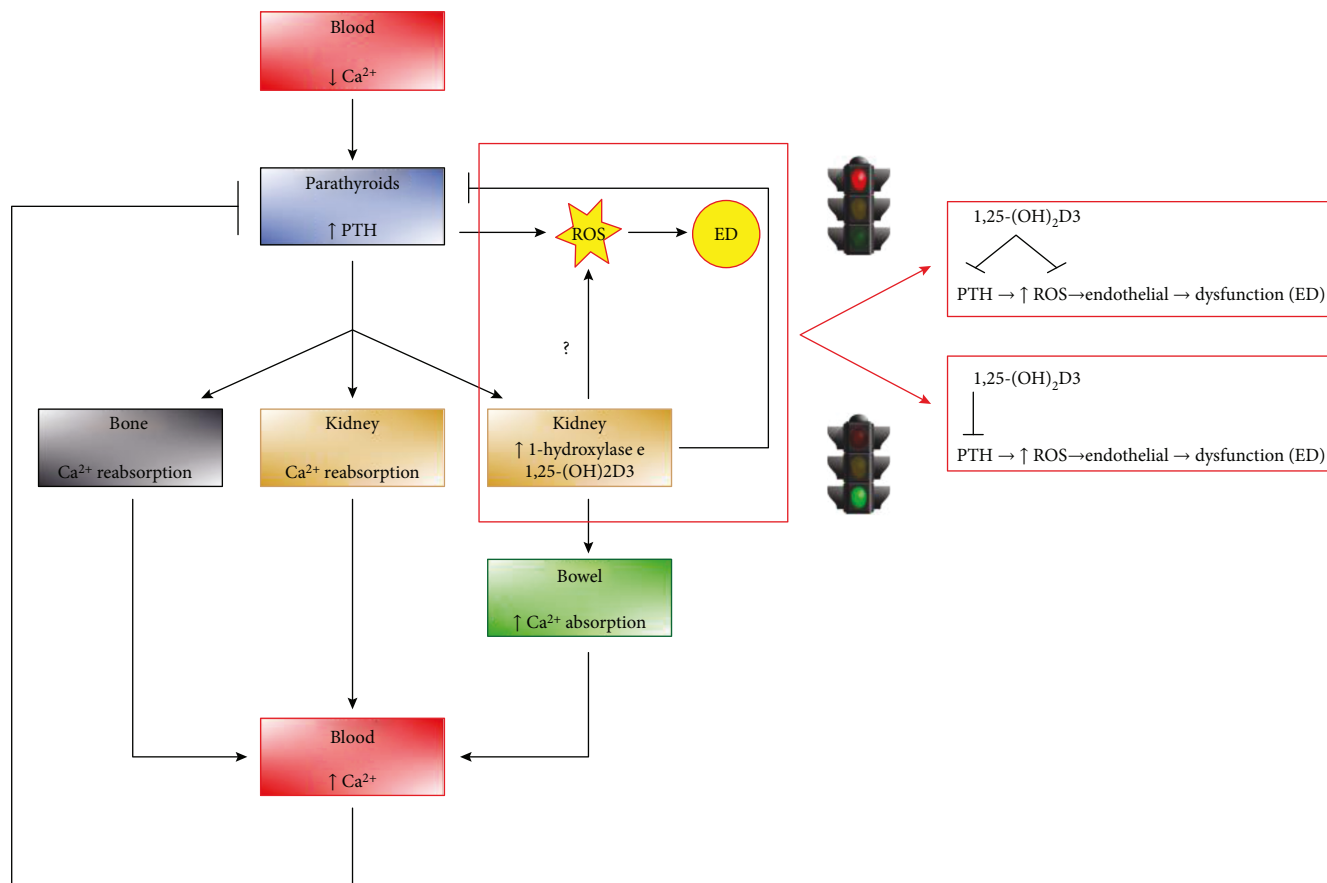 Blood
↓ Ca²⁺
Parathyroids
↑ PTH
ROS
ED
?
Bone
Ca²⁺ reabsorption
Kidney
Ca²⁺ reabsorption
Kidney
↑ 1-hydroxylase e
1,25-(OH)2D3
Bowel
↑ Ca²⁺ absorption
Blood
↑ Ca²⁺
1,25-(OH)₂D3
PTH → ↑ ROS→endothelial → dysfunction (ED)
1,25-(OH)₂D3
PTH → ↑ ROS→endothelial → dysfunction (ED)